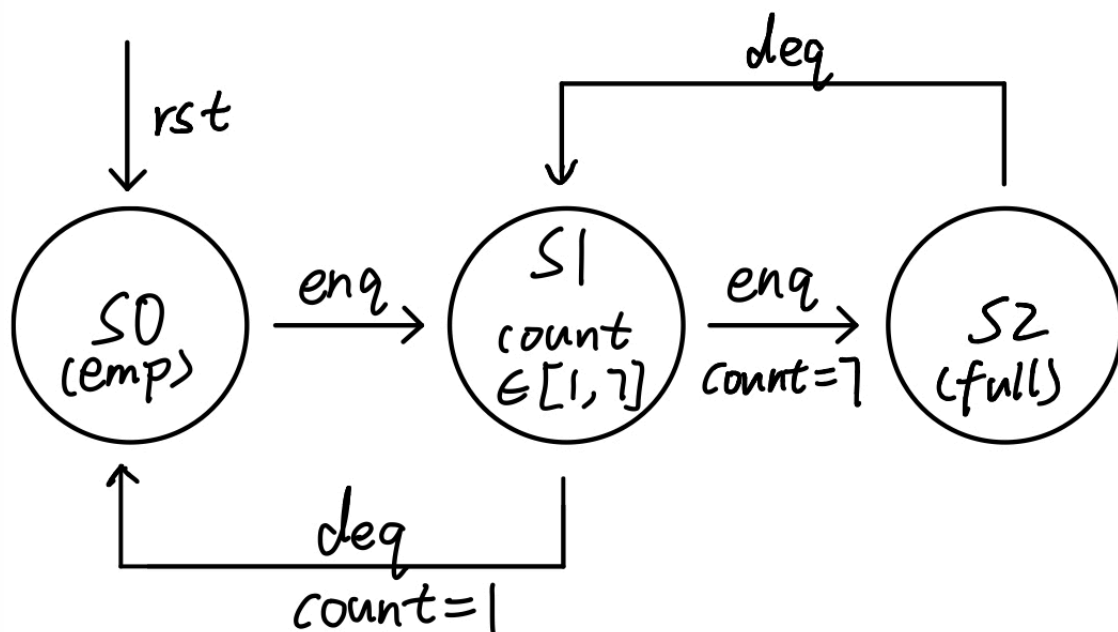 deq
rst
S0
(emp)
enq
S1
count
∈[1,7]
enq
count=7
S2
(full)
deq
count=1